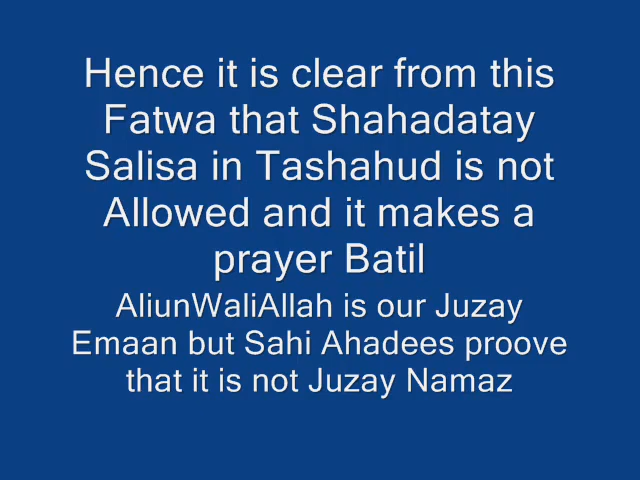 Hence it is clear from this
Fatwa that Shahadatay
Salisa in Tashahud is not
Allowed and it makes a
prayer Batil
AliunWaliAllah is our Juzay
Emaan but Sahi Ahadees proove
that it is not Juzay Namaz